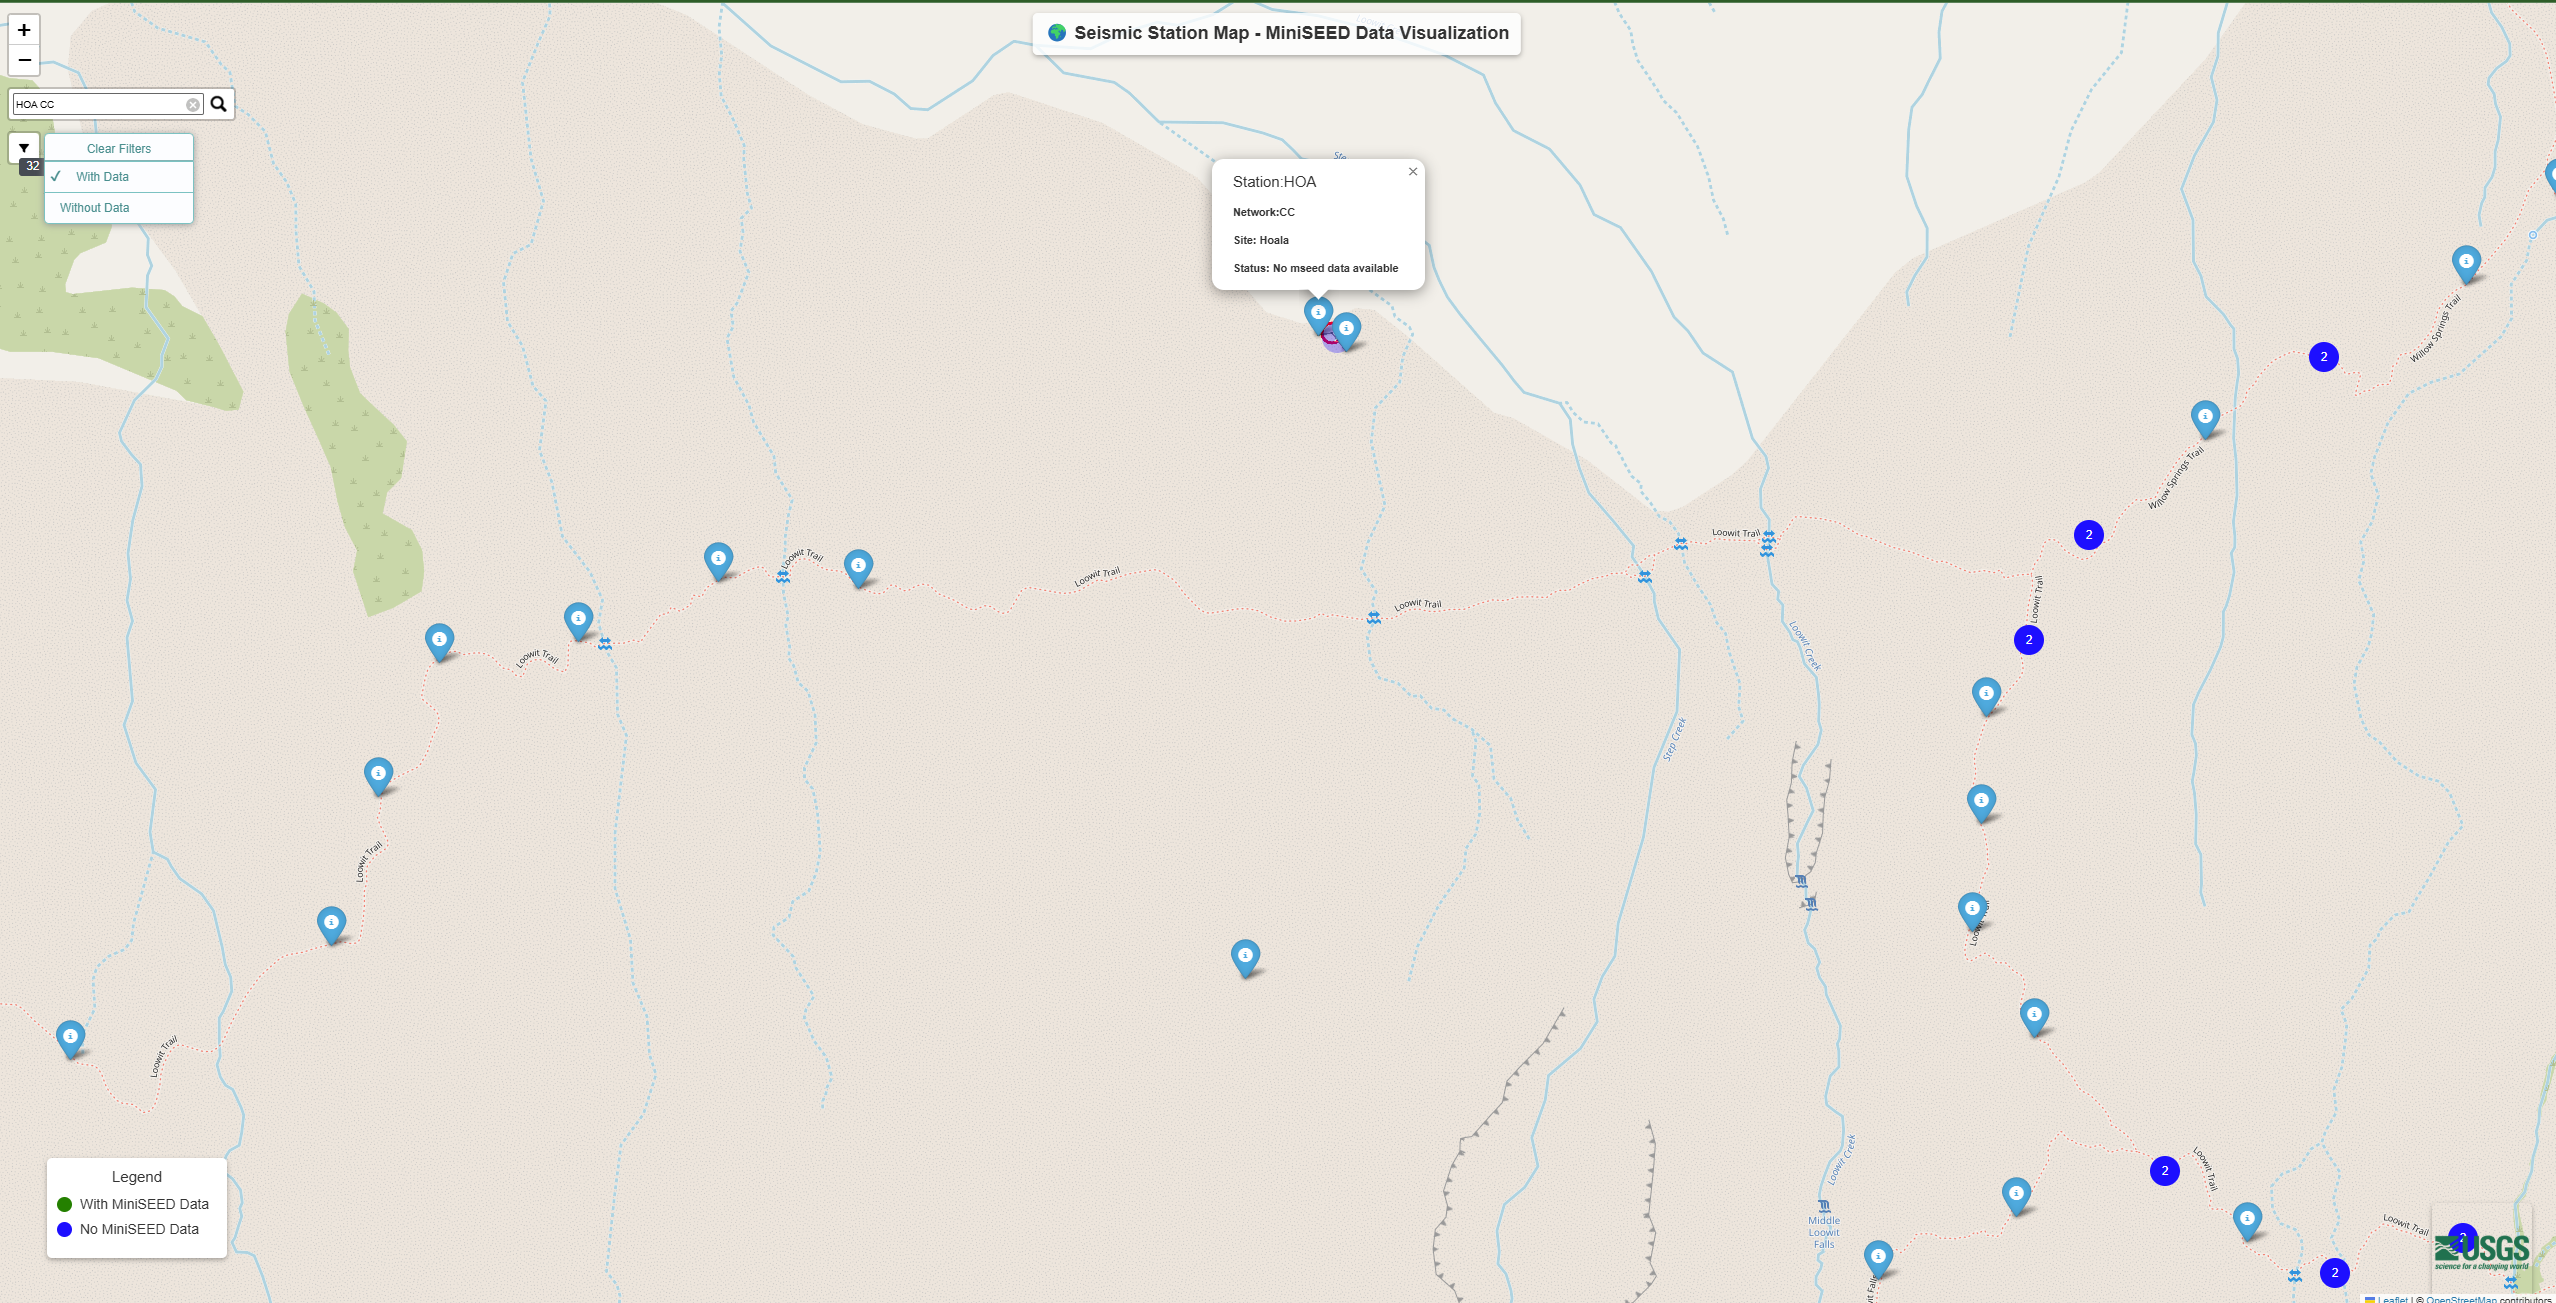 🌍 Seismic Station Map - MiniSEED Data Visualization
+
−
HOA CC
32
Clear Filters
✓ With Data
Without Data
Ste
Station:HOA
×
Network:CC
Site: Hoala
Status: No mseed data available
Willow Springs Trail
2
Willow Springs Trail
2
Loowit Trail
Loowit Trail
Loowit Trail
Loowit Trail
Loowit Trail
2
Loowit Creek
Loowit Trail
Step Creek
Loowit Trail
Loowit Trail
Loowit Creek
Middle
Loowit
Falls
2
Loowit Trail
Loowit Trail
2
2
USGS
science for a changing world
Legend
With MiniSEED Data
No MiniSEED Data
Leaflet | © OpenStreetMap contributors